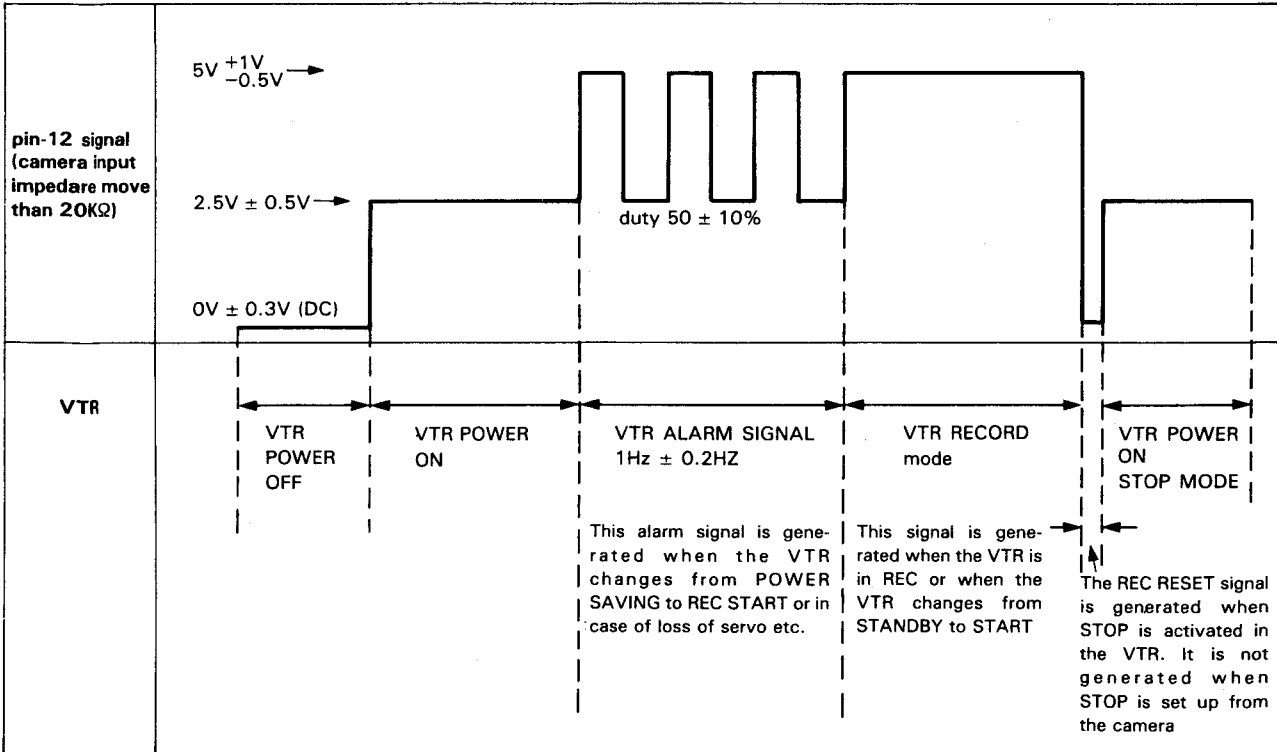 pin-12 signal
(camera input
impedare move
than 20KΩ)
5V +1V
-0.5V
2.5V ± 0.5V
0V ± 0.3V (DC)
duty 50 ± 10%
VTR
VTR
POWER
OFF
VTR POWER
ON
VTR ALARM SIGNAL
1Hz ± 0.2HZ
VTR RECORD
mode
VTR POWER
ON
STOP MODE
This alarm signal is gene-
rated when the VTR
changes from POWER
SAVING to REC START or in
case of loss of servo etc.
This signal is gene-
rated when the VTR is
in REC or when the
VTR changes from
STANDBY to START
The REC RESET signal
is generated when
STOP is activated in
the VTR. It is not
generated when
STOP is set up from
the camera